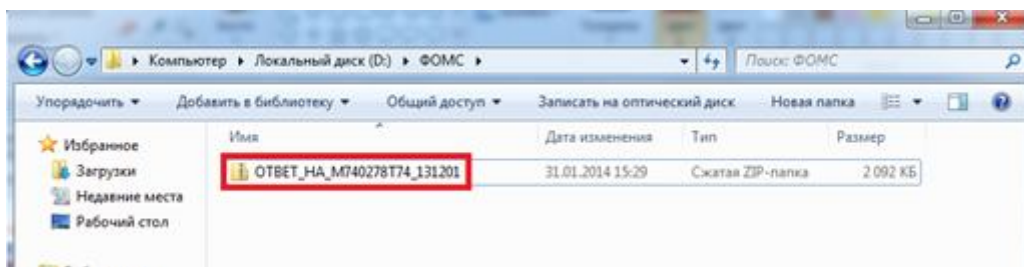 Компьютер ▸ Локальный диск (D:) ▸ ФОМС ▸
Поиск: ФОМС
Упорядочить ▾ Добавить в библиотеку ▾ Общий доступ ▾ Записать на оптический диск Новая папка
Избранное
Загрузки
Недавние места
Рабочий стол
Имя Дата изменения Тип Размер
ОТВЕТ_НА_M740278T74_131201 31.01.2014 15:29 Сжатая ZIP-папка 2 092 КБ